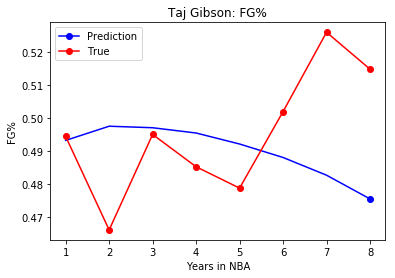 Taj Gibson: FG%
Prediction
True
FG%
0.52
0.51
0.50
0.49
0.48
0.47
1 2 3 4 5 6 7 8
Years in NBA